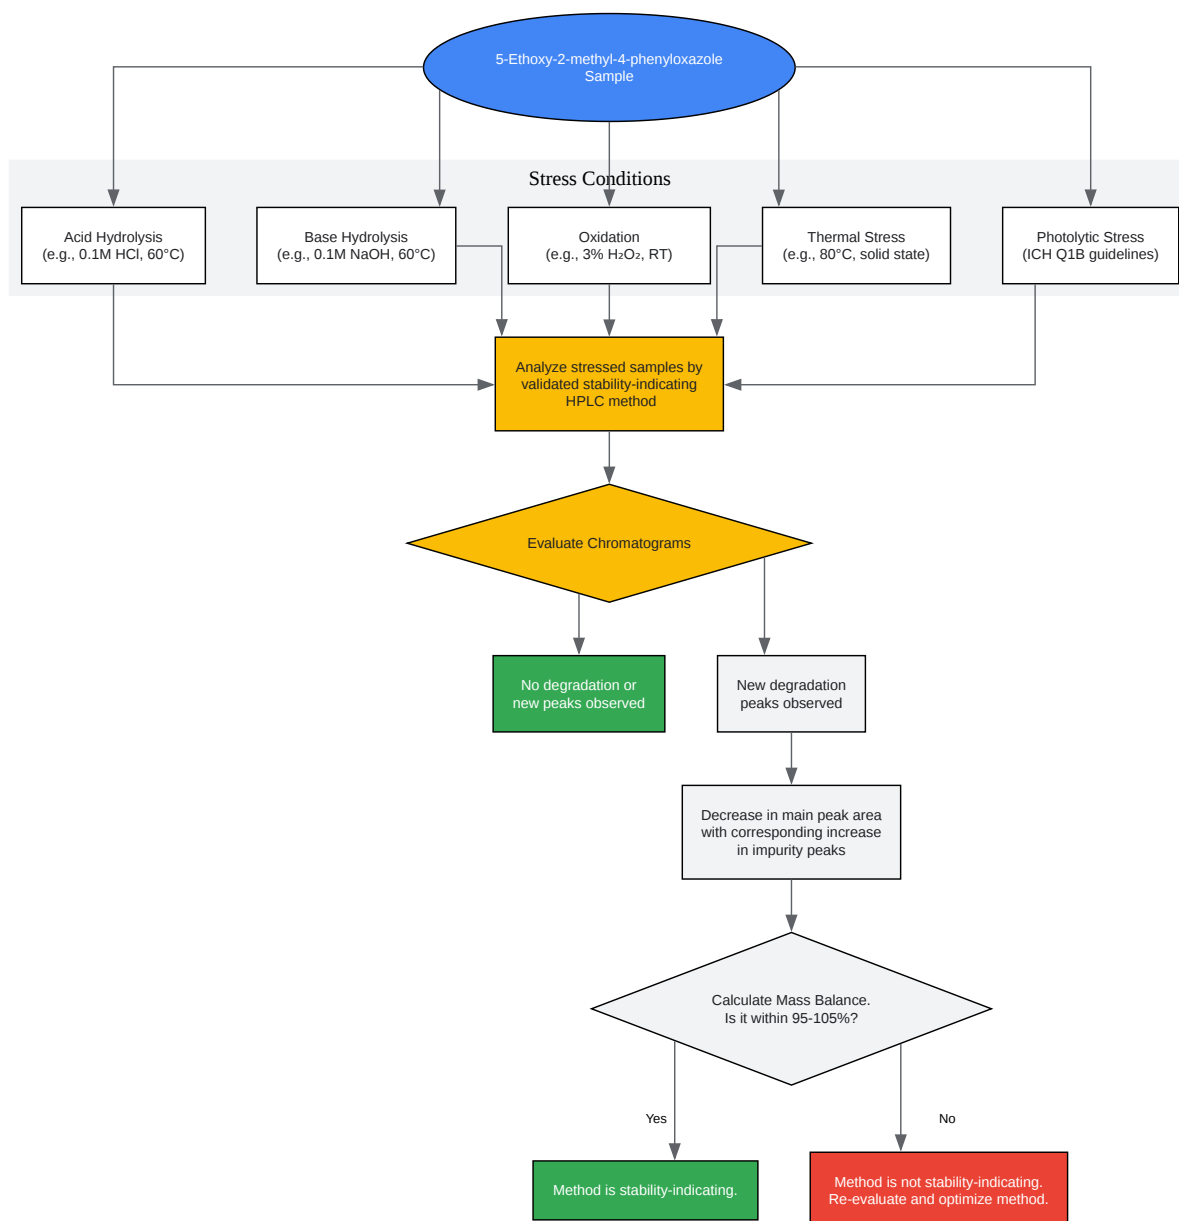 5-Ethoxy-2-methyl-4-phenyloxazole
Sample
Stress Conditions
Acid Hydrolysis
(e.g., 0.1M HCl, 60°C)
Base Hydrolysis
(e.g., 0.1M NaOH, 60°C)
Oxidation
(e.g., 3% H₂O₂, RT)
Thermal Stress
(e.g., 80°C, solid state)
Photolytic Stress
(ICH Q1B guidelines)
Analyze stressed samples by
validated stability-indicating
HPLC method
Evaluate Chromatograms
No degradation or
new peaks observed
New degradation
peaks observed
Decrease in main peak area
with corresponding increase
in impurity peaks
Calculate Mass Balance.
Is it within 95-105%?
Yes
No
Method is stability-indicating.
Method is not stability-indicating.
Re-evaluate and optimize method.